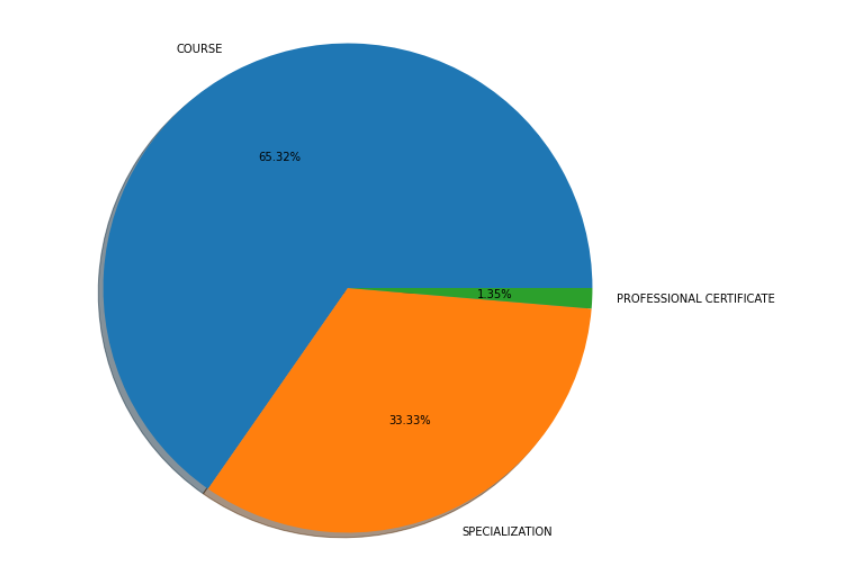 COURSE
65.32%
1.35%
PROFESSIONAL CERTIFICATE
33.33%
SPECIALIZATION